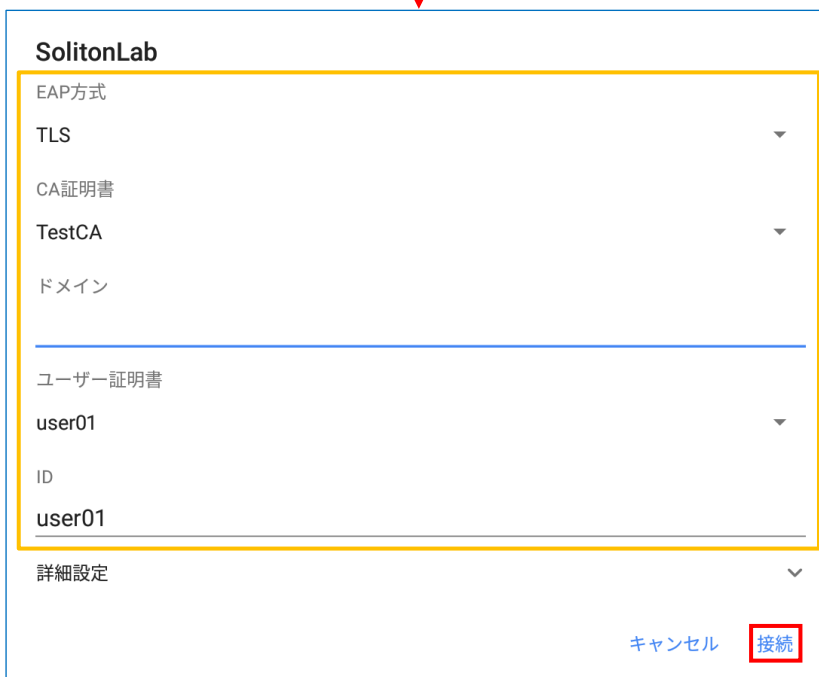 SolitonLab
EAP方式
TLS
CA証明書
TestCA
ドメイン
ユーザー証明書
user01
ID
user01
詳細設定
キャンセル 接続